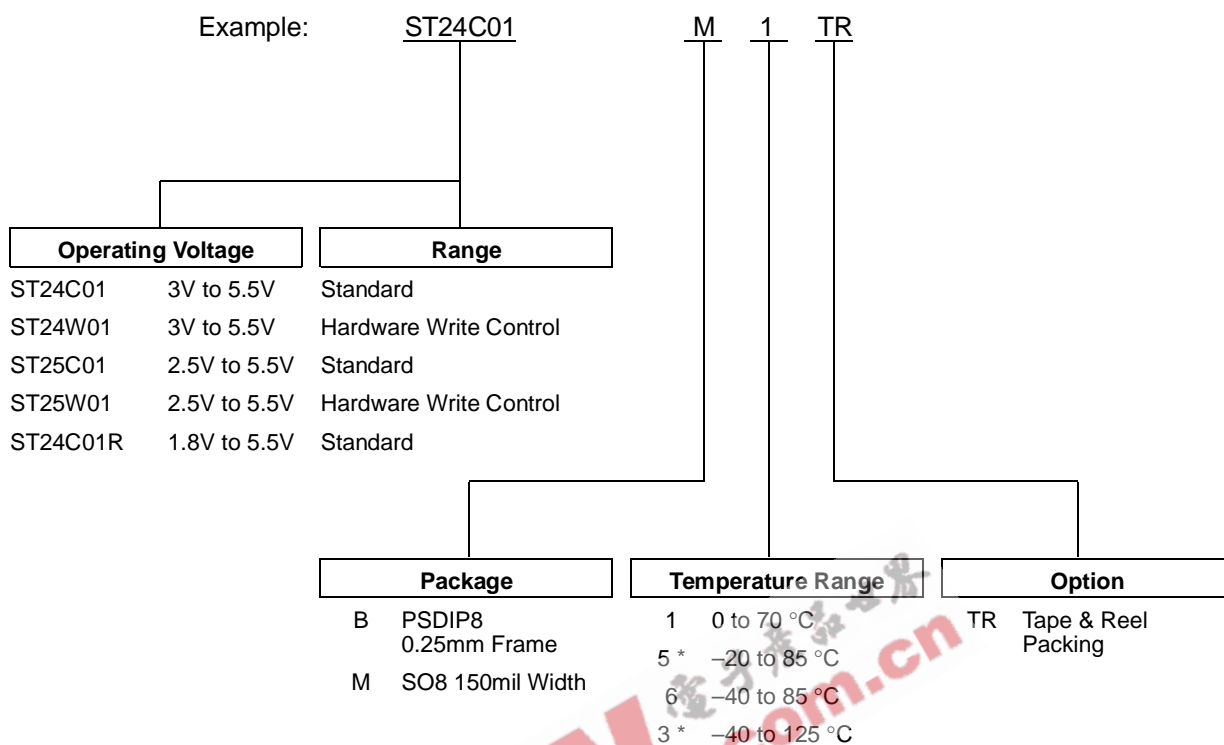 Example: ST24C01 M 1 TR
Operating Voltage Range
ST24C01 3V to 5.5V Standard
ST24W01 3V to 5.5V Hardware Write Control
ST25C01 2.5V to 5.5V Standard
ST25W01 2.5V to 5.5V Hardware Write Control
ST24C01R 1.8V to 5.5V Standard
Package Temperature Range Option
B PSDIP8 1 0 to 70 °C TR Tape & Reel
0.25mm Frame Packing
5 * –20 to 85 °C
M SO8 150mil Width 6 –40 to 85 °C
3 * –40 to 125 °C
com.cn